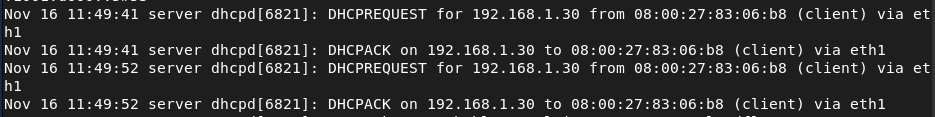 Nov 16 11:49:41 server dhcpd[6821]: DHCPREQUEST for 192.168.1.30 from 08:00:27:83:06:b8 (client) via et
h1
Nov 16 11:49:41 server dhcpd[6821]: DHCPACK on 192.168.1.30 to 08:00:27:83:06:b8 (client) via eth1
Nov 16 11:49:52 server dhcpd[6821]: DHCPREQUEST for 192.168.1.30 from 08:00:27:83:06:b8 (client) via et
h1
Nov 16 11:49:52 server dhcpd[6821]: DHCPACK on 192.168.1.30 to 08:00:27:83:06:b8 (client) via eth1